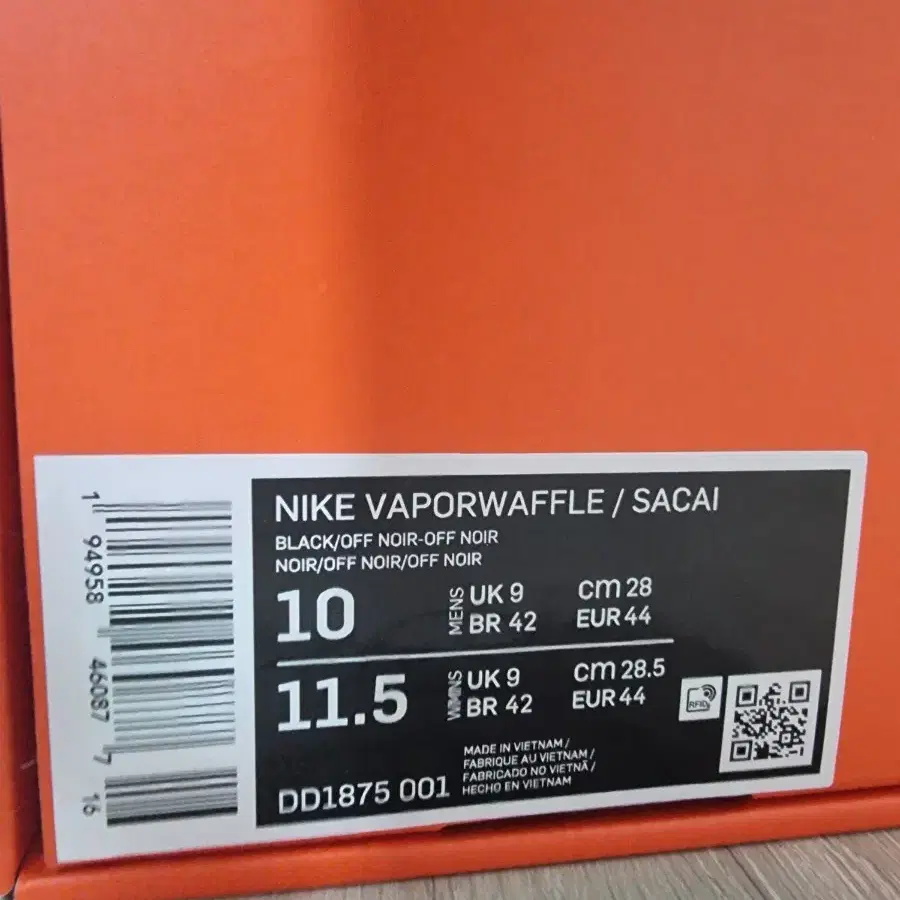 NIKE VAPORWAFFLE / SACAI
BLACK/OFF NOIR-OFF NOIR
NOIR/OFF NOIR/OFF NOIR
10 MENS UK 9 cm 28
BR 42 EUR 44
11.5 WMNS UK 9 cm 28.5
BR 42 EUR 44
RFID
MADE IN VIETNAM /
FABRIQUE AU VIETNAM /
FABRICADO NO VIETNÃ /
HECHO EN VIETNAM
DD1875 001
1 94958 46087 7 16